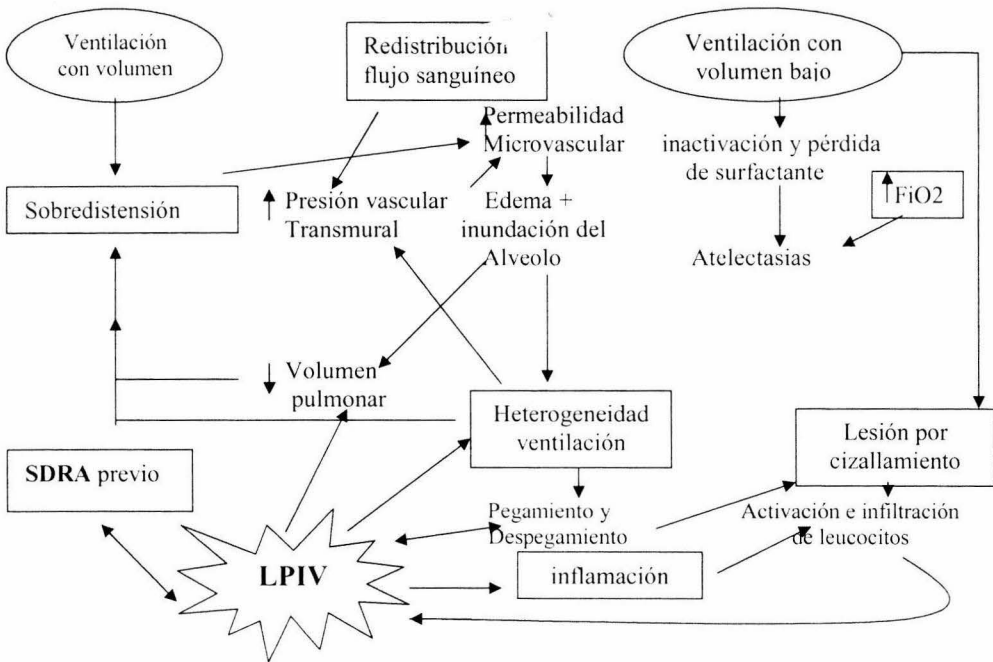 Ventilación
con volumen
Redistribución
flujo sanguíneo
Ventilación con
volumen bajo
Permeabilidad
Microvascular
inactivación y pérdida
de surfactante
Sobredistensión
Presión vascular
Transmural
Edema +
inundación del
Alveolo
FiO2
Atelectasias
Volumen
pulmonar
Heterogeneidad
ventilación
Lesión por
cizallamiento
SDRA previo
Pegamiento y
Despegamiento
Activación e infiltración
de leucocitos
LPIV
inflamación